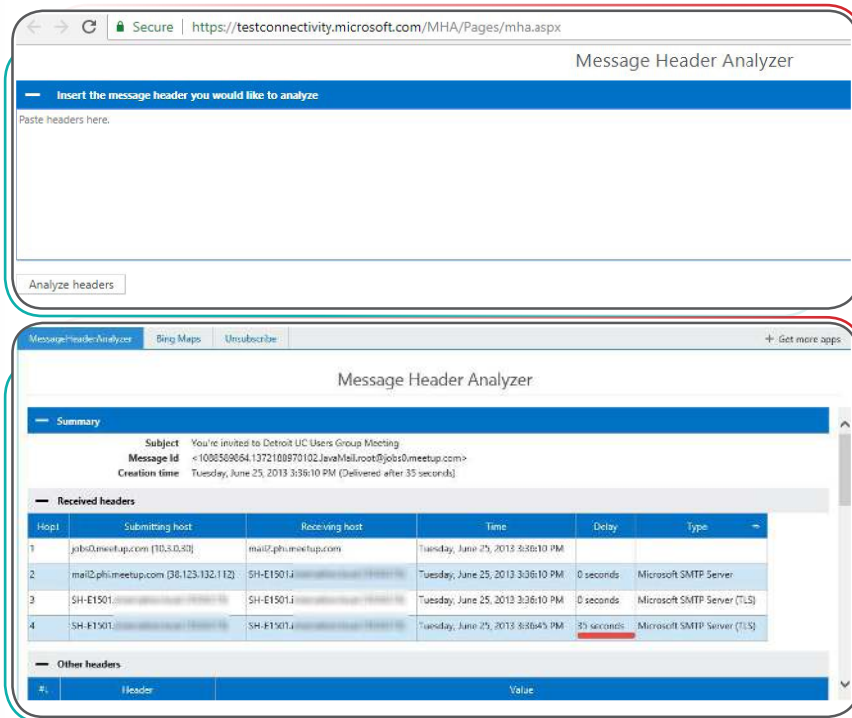 Secure | https://testconnectivity.microsoft.com/MHA/Pages/mha.aspx
Message Header Analyzer
Insert the message header you would like to analyze
Paste headers here.
Analyze headers
MessageHeaderAnalyzer Bing Maps Unsubscribe + Get more apps
Message Header Analyzer
Summary
Subject You're invited to Detroit UC Users Group Meeting
Message Id <1088589864.1372188970102.JavaMail.root@jobs0.meetup.com>
Creation time Tuesday, June 25, 2013 3:36:10 PM (Delivered after 35 seconds)
Received headers
Hop↓ Submitting host Receiving host Time Delay Type
1 jobs0.meetup.com (10.3.0.30) mail2.phi.meetup.com Tuesday, June 25, 2013 3:36:10 PM
2 mail2.phi.meetup.com (38.123.132.112) SH-E1501.i Tuesday, June 25, 2013 3:36:10 PM 0 seconds Microsoft SMTP Server
3 SH-E1501. SH-E1501.i Tuesday, June 25, 2013 3:36:10 PM 0 seconds Microsoft SMTP Server (TLS)
4 SH-E1501. SH-E1501.i Tuesday, June 25, 2013 3:36:45 PM 35 seconds Microsoft SMTP Server (TLS)
Other headers
#↓ Header Value